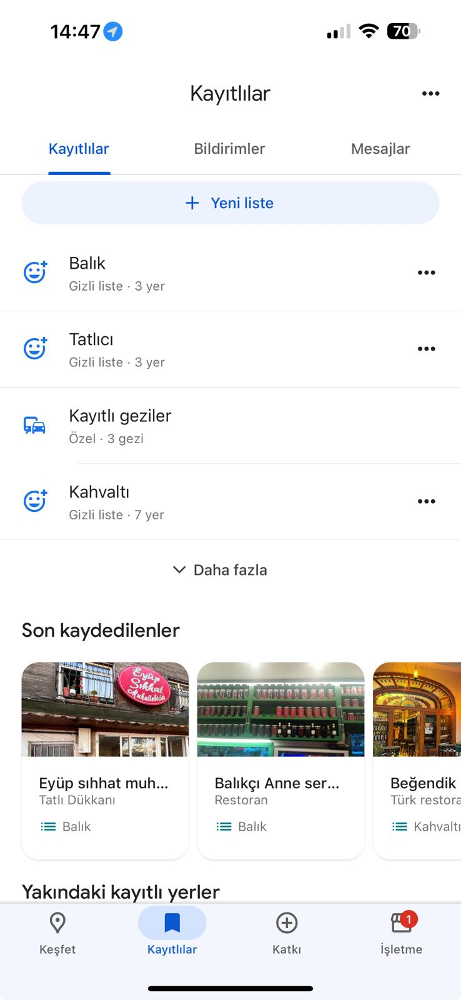 14:47
70
Kayıtlılar
Kayıtlılar
Bildirimler
Mesajlar
Yeni liste
Balık
Gizli liste · 3 yer
Tatlıcı
Gizli liste · 3 yer
Kayıtlı geziler
Özel · 3 gezi
Kahvaltı
Gizli liste · 7 yer
Daha fazla
Son kaydedilenler
Eyüp
Sıhhat
Muhallebicisi
Eyüp sıhhat muh...
Tatlı Dükkanı
Balık
Balıkçı Anne ser...
Restoran
Balık
Beğendik
Türk restora
Kahvaltı
Yakındaki kayıtlı yerler
1
Keşfet
Kayıtlılar
Katkı
İşletme